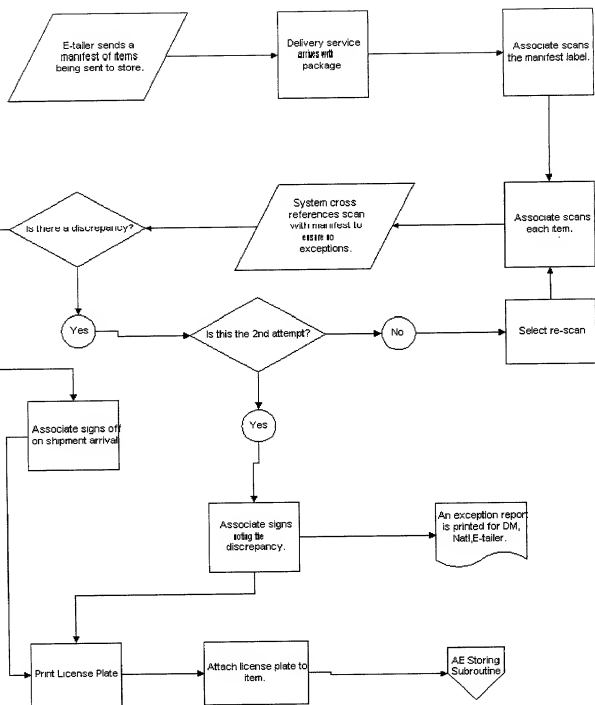 E-tailer sends a
manifest of items
being sent to store.
Delivery service
arrives with
package
Associate scans
the manifest label.
Is there a discrepancy?
System cross
references scan
with manifest to
ensure no
exceptions.
Associate scans
each item.
Yes
Is this the 2nd attempt?
No
Select re-scan
Associate signs off
on shipment arrival
Yes
Associate signs
noting the
discrepancy.
An exception report
is printed for DM,
Natl,E-tailer.
Print License Plate
Attach license plate to
item.
AE Storing
Subroutine